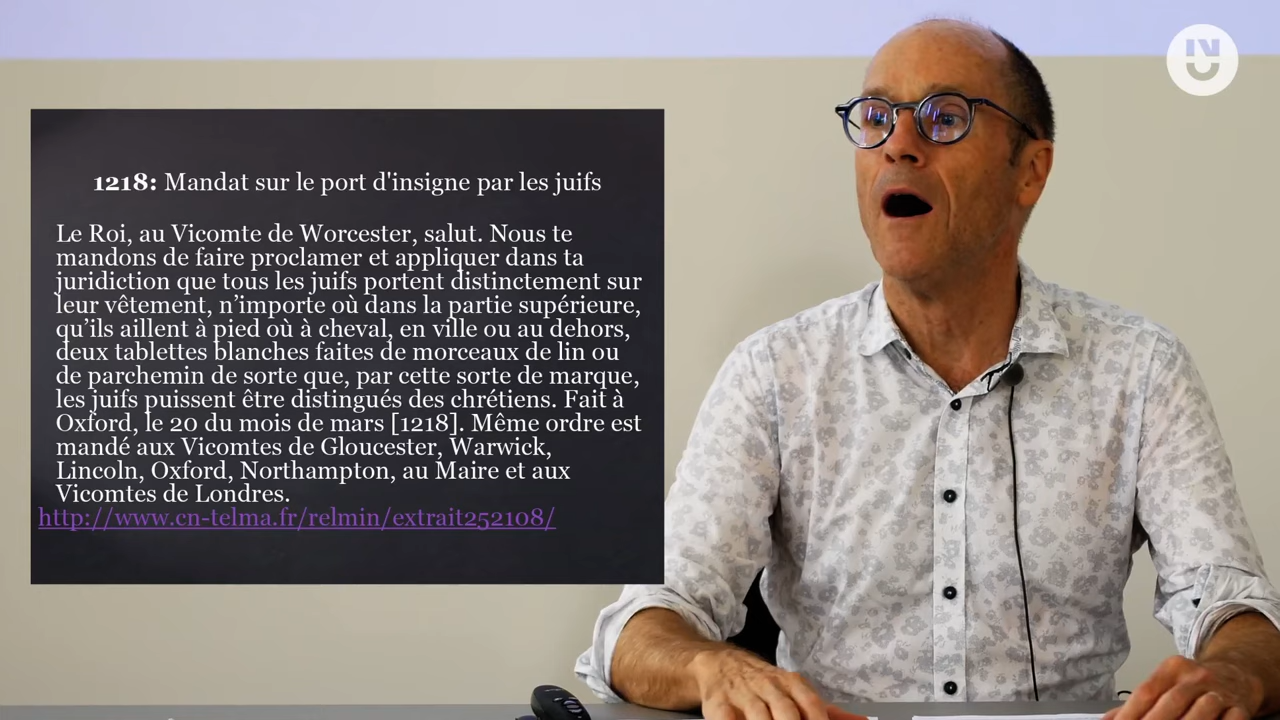 1218: Mandat sur le port d'insigne par les juifs
Le Roi, au Vicomte de Worcester, salut. Nous te
mandons de faire proclamer et appliquer dans ta
juridiction que tous les juifs portent distinctement sur
leur vêtement, n’importe où dans la partie supérieure,
qu’ils aillent à pied où à cheval, en ville ou au dehors,
deux tablettes blanches faites de morceaux de lin ou
de parchemin de sorte que, par cette sorte de marque,
les juifs puissent être distingués des chrétiens. Fait à
Oxford, le 20 du mois de mars [1218]. Même ordre est
mandé aux Vicomtes de Gloucester, Warwick,
Lincoln, Oxford, Northampton, au Maire et aux
Vicomtes de Londres.
http://www.cn-telma.fr/relmin/extrait252108/